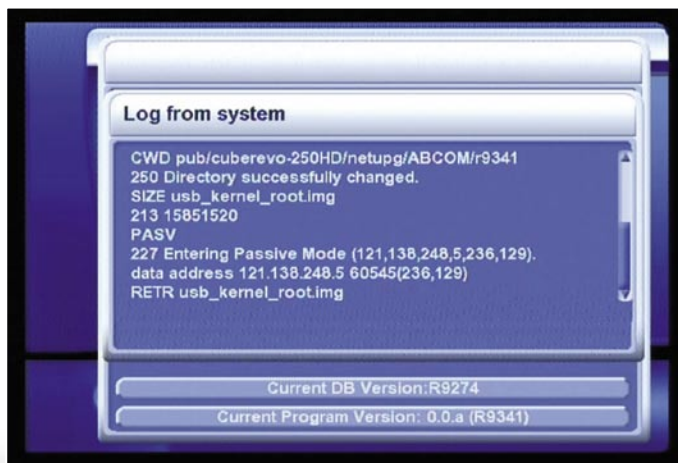 Log from system
CWD pub/cuberevo-250HD/netupg/ABCOM/r9341
250 Directory successfully changed.
SIZE usb_kernel_root.img
213 15851520
PASV
227 Entering Passive Mode (121,138,248,5,236,129).
data address 121.138.248.5 60545(236,129)
RETR usb_kernel_root.img
Current DB Version:R9274
Current Program Version: 0.0.a (R9341)